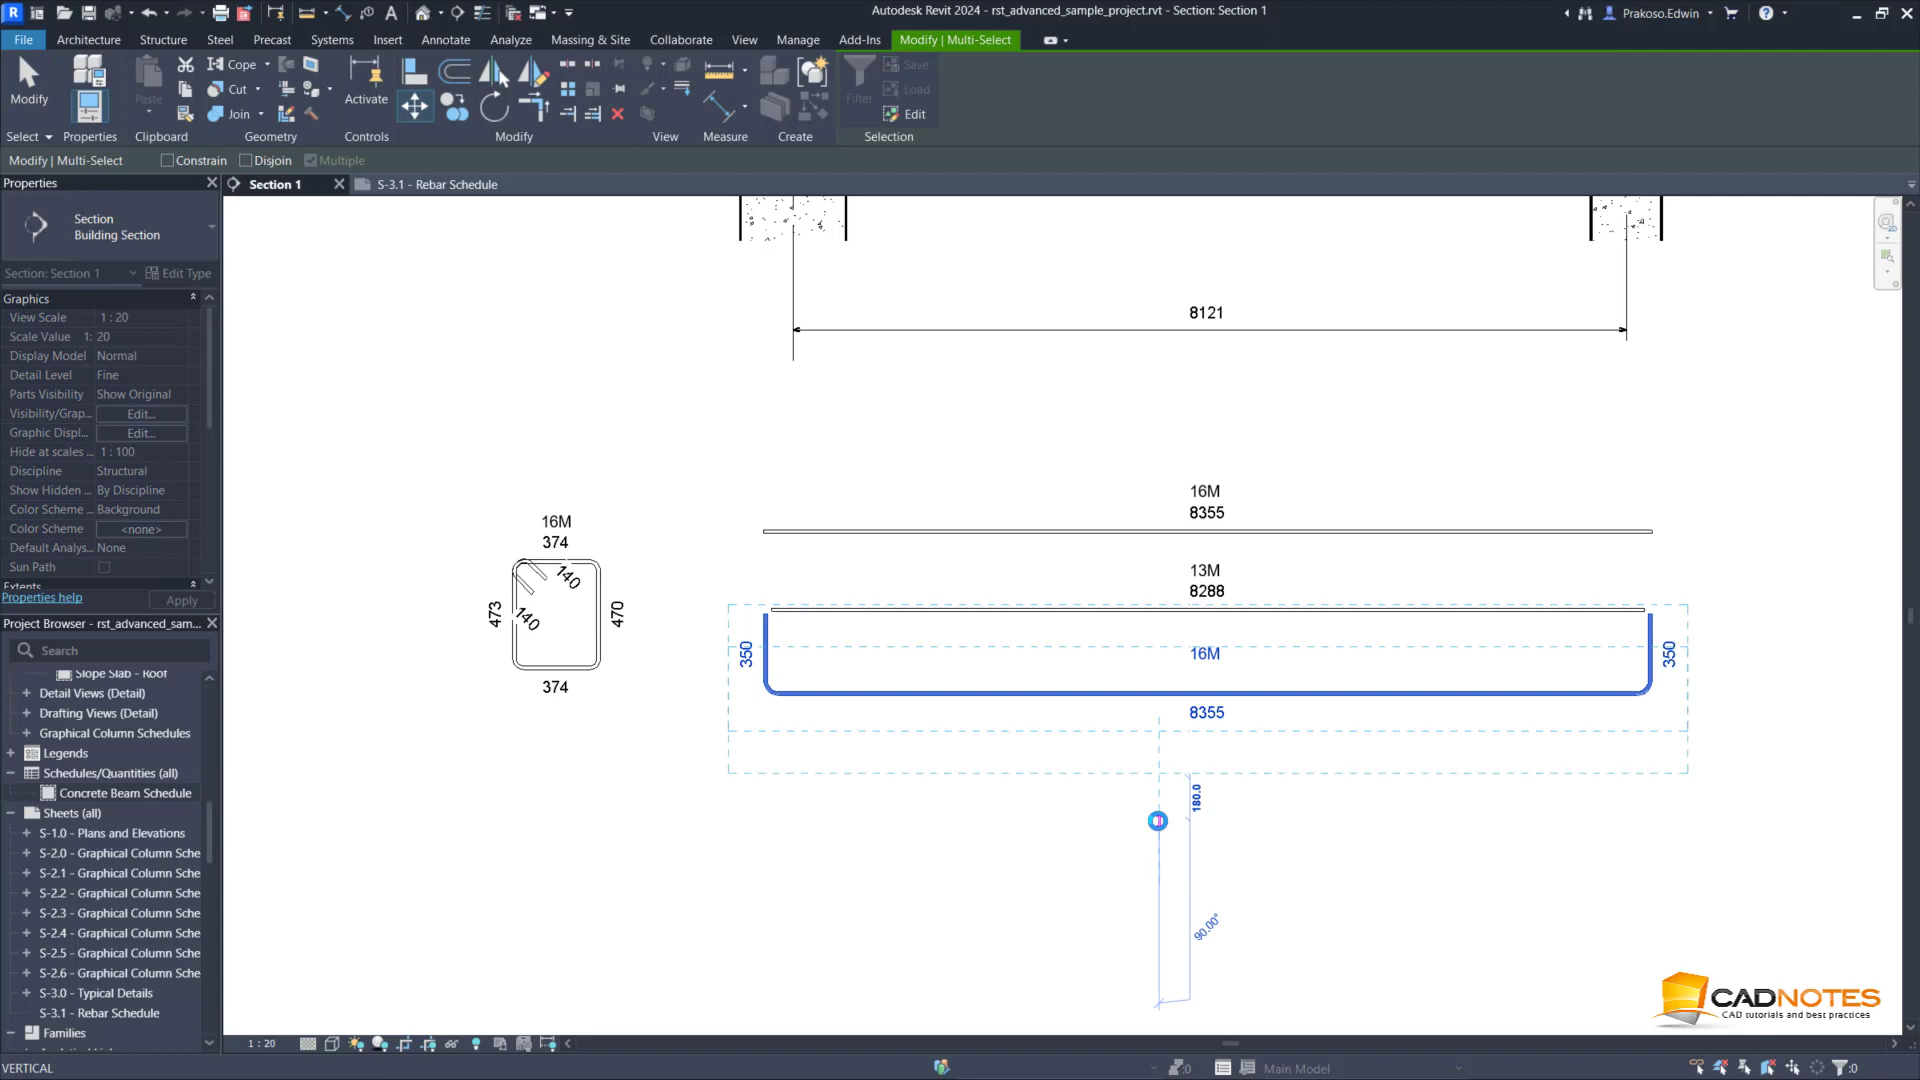 Autodesk Revit 2024 - rst_advanced_sample_project.rvt - Section: Section 1
Prakoso.Edwin
File Architecture Structure Steel Precast Systems Insert Annotate Analyze Massing & Site Collaborate View Manage Add-Ins Modify | Multi-Select
Cope
Cut
Join
Modify
Paste
Activate
Filter
Save
Load
Edit
Select Properties Clipboard Geometry Controls Modify View Measure Create Selection
Modify | Multi-Select Constrain Disjoin Multiple
Properties
Section 1
S-3.1 - Rebar Schedule
Section
Building Section
Section: Section 1 Edit Type
Graphics
View Scale 1 : 20
Scale Value 1: 20
Display Model Normal
Detail Level Fine
Parts Visibility Show Original
Visibility/Grap... Edit...
Graphic Displ... Edit...
Hide at scales ... 1 : 100
Discipline Structural
Show Hidden ... By Discipline
Color Scheme ... Background
Color Scheme <none>
Default Analys... None
Sun Path
Extents
Properties help Apply
Project Browser - rst_advanced_sam...
Search
Slope Slab - Roof
Detail Views (Detail)
Drafting Views (Detail)
Graphical Column Schedules
Legends
Schedules/Quantities (all)
Concrete Beam Schedule
Sheets (all)
S-1.0 - Plans and Elevations
S-2.0 - Graphical Column Sche
S-2.1 - Graphical Column Sche
S-2.2 - Graphical Column Sche
S-2.3 - Graphical Column Sche
S-2.4 - Graphical Column Sche
S-2.5 - Graphical Column Sche
S-2.6 - Graphical Column Sche
S-3.0 - Typical Details
S-3.1 - Rebar Schedule
Families
8121
16M
8355
16M
374
140
473
140
470
374
13M
8288
350
16M
350
8355
180.0
90.00°
CADNOTES
CAD tutorials and best practices
1 : 20
VERTICAL
:0
Main Model
:0